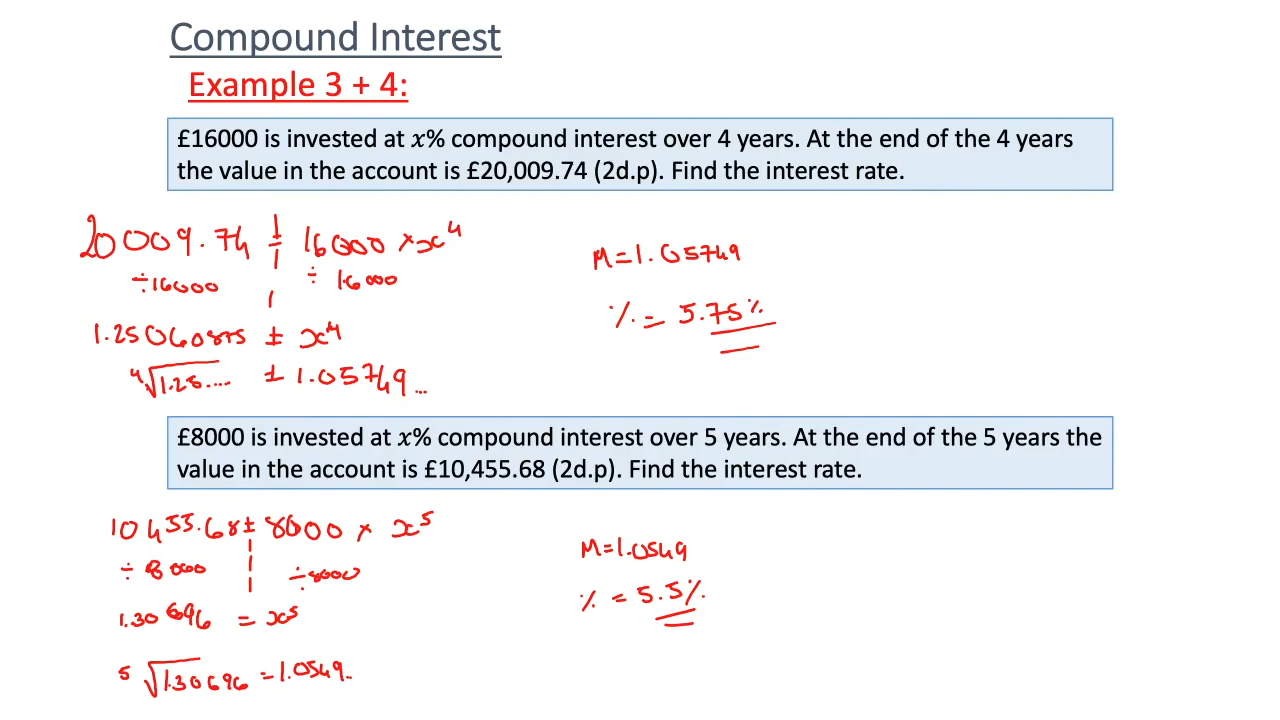 Compound Interest
Example 3 + 4:
£16000 is invested at x% compound interest over 4 years. At the end of the 4 years
the value in the account is £20,009.74 (2d.p). Find the interest rate.
20009.74 = 16000 × x⁴
÷16000 ÷ 16000
1.25060875 = x⁴
⁴√1.25.... = 1.05749...
M=1.05749
% = 5.75%
£8000 is invested at x% compound interest over 5 years. At the end of the 5 years the
value in the account is £10,455.68 (2d.p). Find the interest rate.
10455.68 = 8000 × x⁵
÷ 8000 ÷8000
1.30696 = x⁵
⁵√1.30696 = 1.0549..
M=1.0549
% = 5.5%